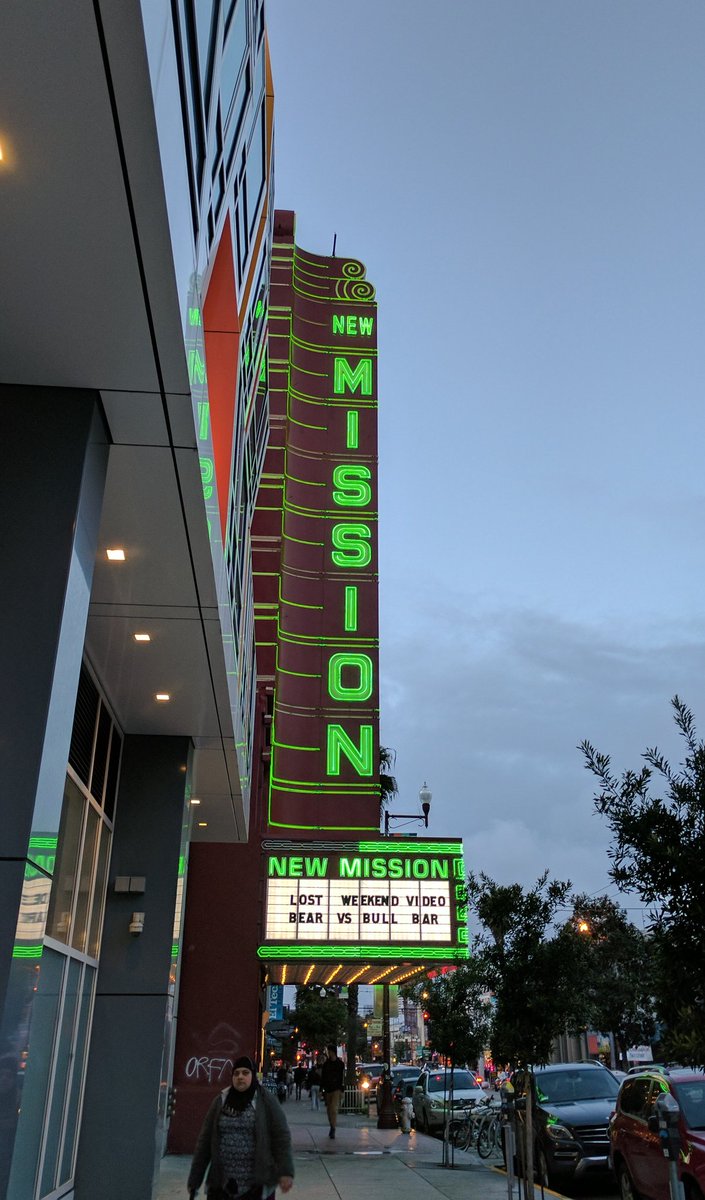 NEW
MISSION
NEW MISSION
LOST WEEKEND VIDEO
BEAR VS BULL BAR